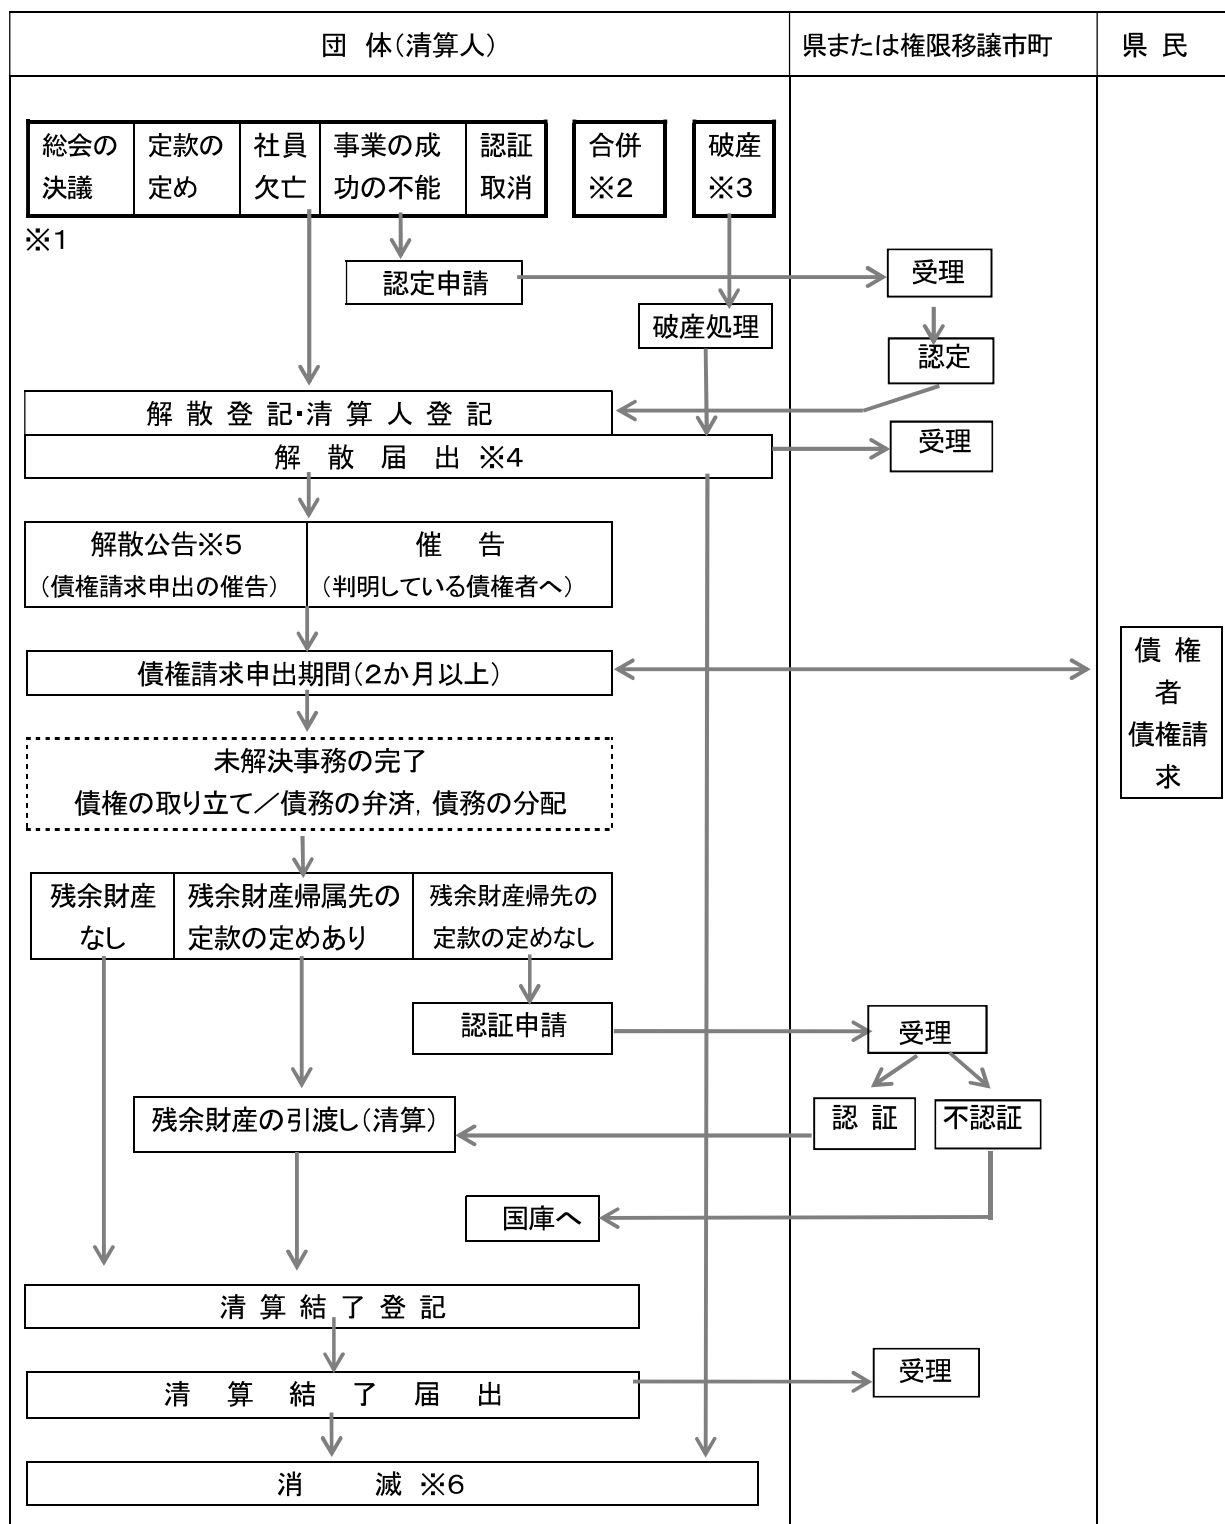 団 体（清算人）
県または権限移譲市町
県 民
総会の
決議
定款の
定め
社員
欠亡
事業の成
功の不能
認証
取消
合併
※2
破産
※3
※1
認定申請
受理
破産処理
認定
解 散 登 記・清 算 人 登 記
解 散 届 出 ※4
受理
解散公告※5
（債権請求申出の催告）
催 告
（判明している債権者へ）
債権請求申出期間（2か月以上）
債 権
者
債権請
求
未解決事務の完了
債権の取り立て／債務の弁済，債務の分配
残余財産
なし
残余財産帰属先の
定款の定めあり
残余財産帰先の
定款の定めなし
認証申請
受理
残余財産の引渡し（清算）
認 証
不認証
国庫へ
清 算 結 了 登 記
清 算 結 了 届 出
受理
消 滅 ※6